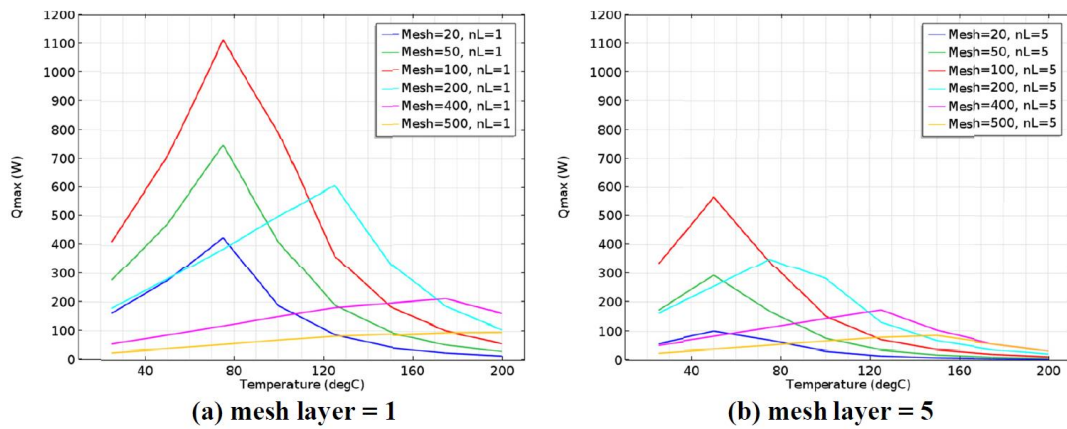 1200
1100
1000
900
800
700
600
500
400
300
200
100
0
Qmax (W)
Mesh=20, nL=1
Mesh=50, nL=1
Mesh=100, nL=1
Mesh=200, nL=1
Mesh=400, nL=1
Mesh=500, nL=1
40 80 120 160 200
Temperature (degC)
(a) mesh layer = 1
1200
1100
1000
900
800
700
600
500
400
300
200
100
0
Qmax (W)
Mesh=20, nL=5
Mesh=50, nL=5
Mesh=100, nL=5
Mesh=200, nL=5
Mesh=400, nL=5
Mesh=500, nL=5
40 80 120 160 200
Temperature (degC)
(b) mesh layer = 5